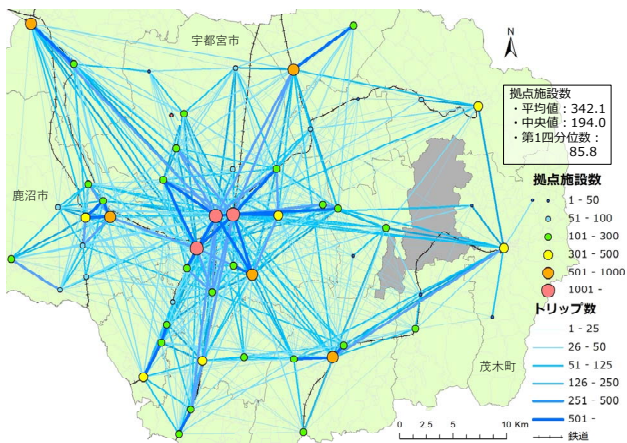 宇都宮市
N
拠点施設数
・平均値：342.1
・中央値：194.0
・第1四分位数：
85.8
鹿沼市
拠点施設数
1 - 50
51 - 100
101 - 300
301 - 500
501 - 1000
1001 -
トリップ数
1 - 25
26 - 50
51 - 125
126 - 250
251 - 500
501 -
鉄道
茂木町
0 2.5 5 10 Km